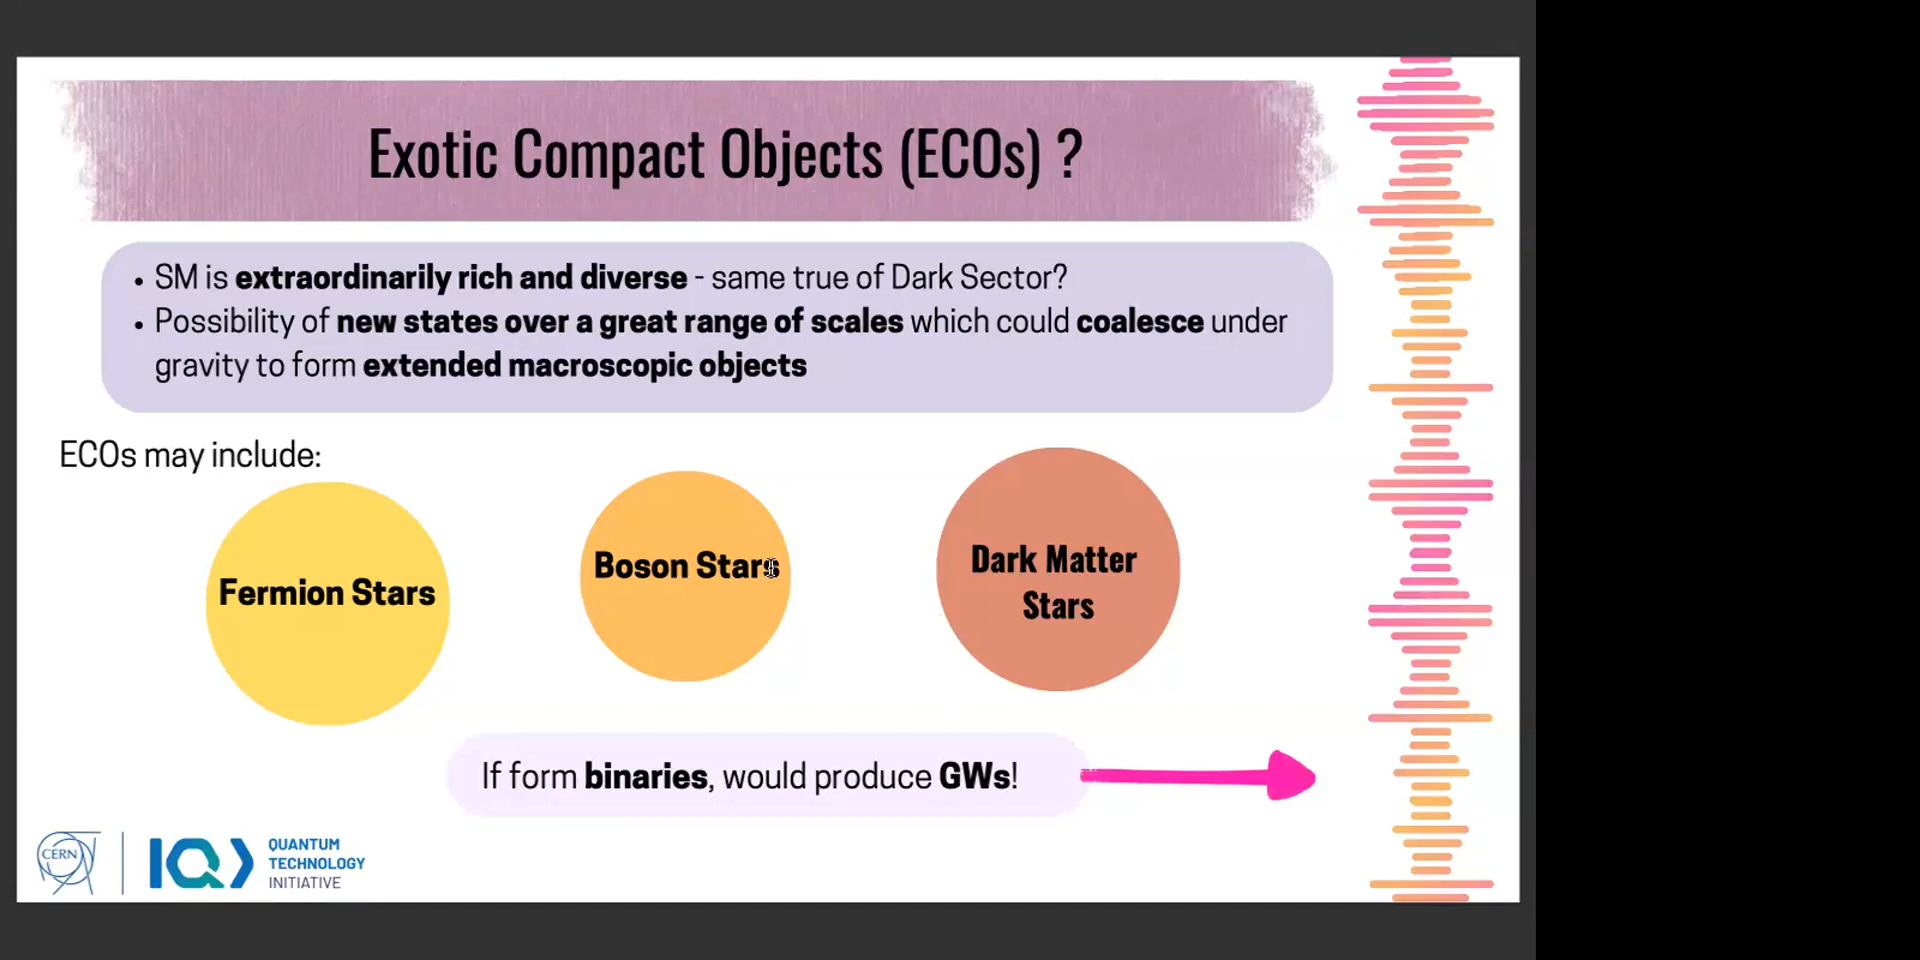 Exotic Compact Objects (ECOs) ?
• SM is extraordinarily rich and diverse - same true of Dark Sector?
• Possibility of new states over a great range of scales which could coalesce under
gravity to form extended macroscopic objects
ECOs may include:
Fermion Stars
Boson Stars
Dark Matter
Stars
If form binaries, would produce GWs!
CERN
QUANTUM
TECHNOLOGY
INITIATIVE